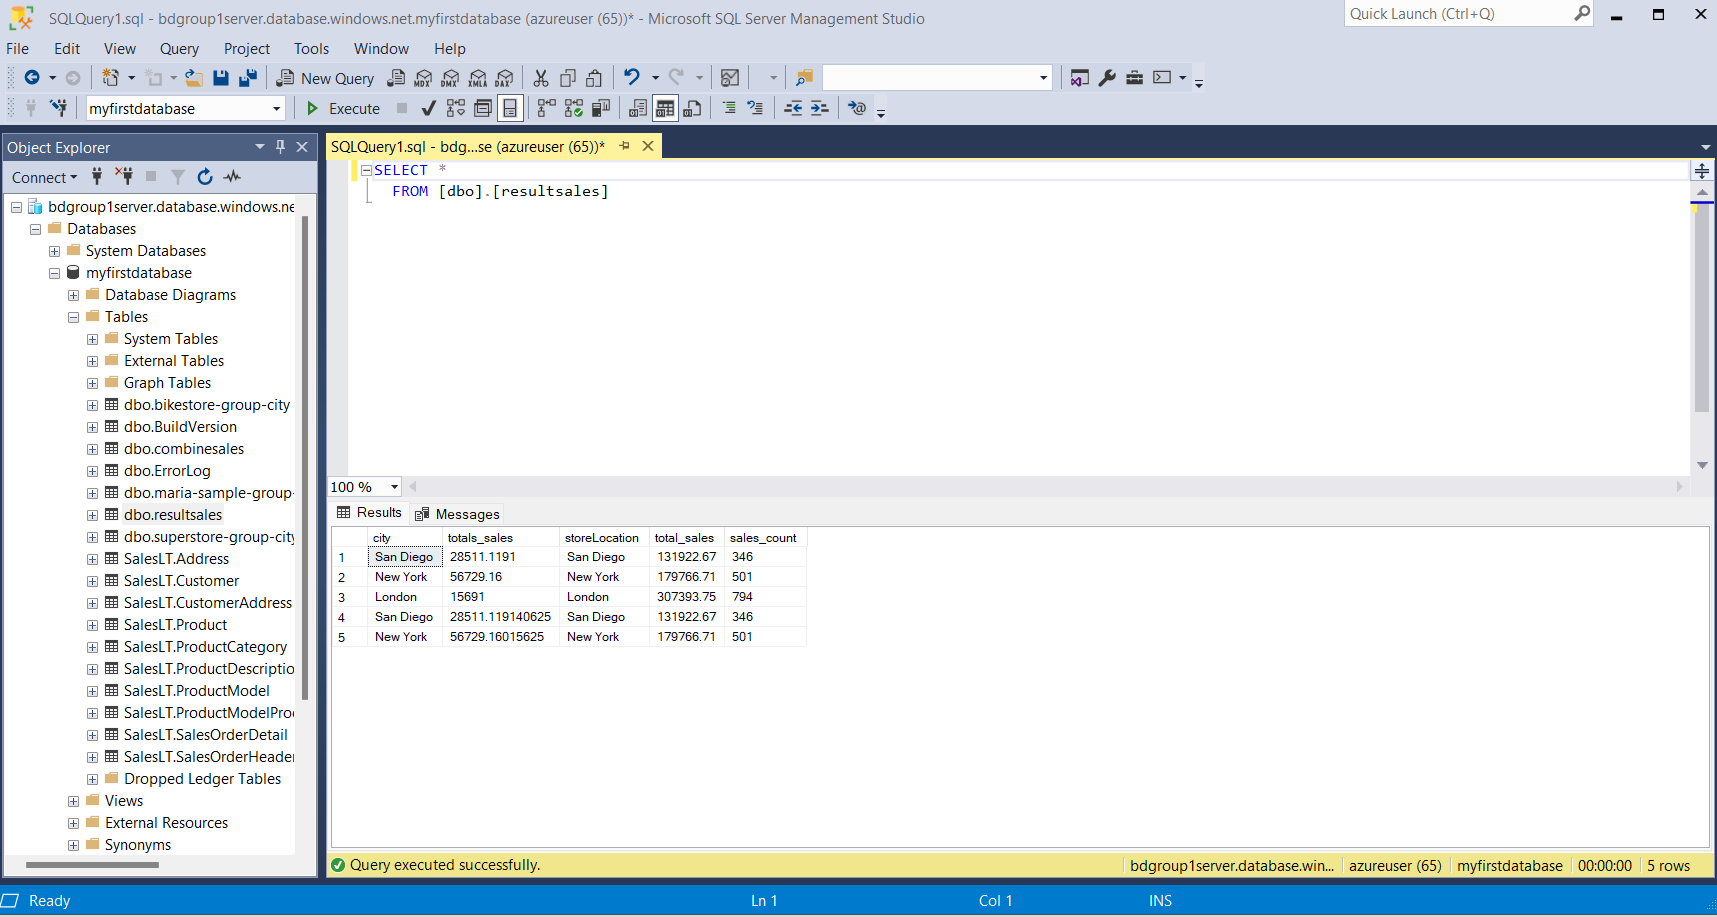 SQLQuery1.sql - bdgroup1server.database.windows.net.myfirstdatabase (azureuser (65))* - Microsoft SQL Server Management Studio
Quick Launch (Ctrl+Q)
File Edit View Query Project Tools Window Help
New Query MDX DMX XMLA DAX
myfirstdatabase Execute
Object Explorer
SQLQuery1.sql - bdg...se (azureuser (65))*
Connect
bdgroup1server.database.windows.ne
Databases
System Databases
myfirstdatabase
Database Diagrams
Tables
System Tables
External Tables
Graph Tables
dbo.bikestore-group-city
dbo.BuildVersion
dbo.combinesales
dbo.ErrorLog
dbo.maria-sample-group-
dbo.resultsales
dbo.superstore-group-city
SalesLT.Address
SalesLT.Customer
SalesLT.CustomerAddress
SalesLT.Product
SalesLT.ProductCategory
SalesLT.ProductDescriptio
SalesLT.ProductModel
SalesLT.ProductModelPro
SalesLT.SalesOrderDetail
SalesLT.SalesOrderHeader
Dropped Ledger Tables
Views
External Resources
Synonyms
SELECT *
FROM [dbo].[resultsales]
100 %
Results Messages
city totals_sales storeLocation total_sales sales_count
1 San Diego 28511.1191 San Diego 131922.67 346
2 New York 56729.16 New York 179766.71 501
3 London 15691 London 307393.75 794
4 San Diego 28511.119140625 San Diego 131922.67 346
5 New York 56729.16015625 New York 179766.71 501
Query executed successfully. bdgroup1server.database.win... azureuser (65) myfirstdatabase 00:00:00 5 rows
Ready Ln 1 Col 1 INS